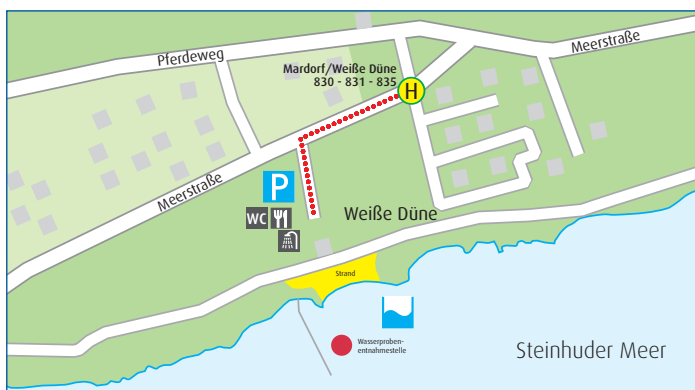 Pferdeweg
Meerstraße
Mardorf/Weiße Düne
830 - 831 - 835
H
Meerstraße
P
WC
Weiße Düne
Strand
Wasserproben-
entnahmestelle
Steinhuder Meer